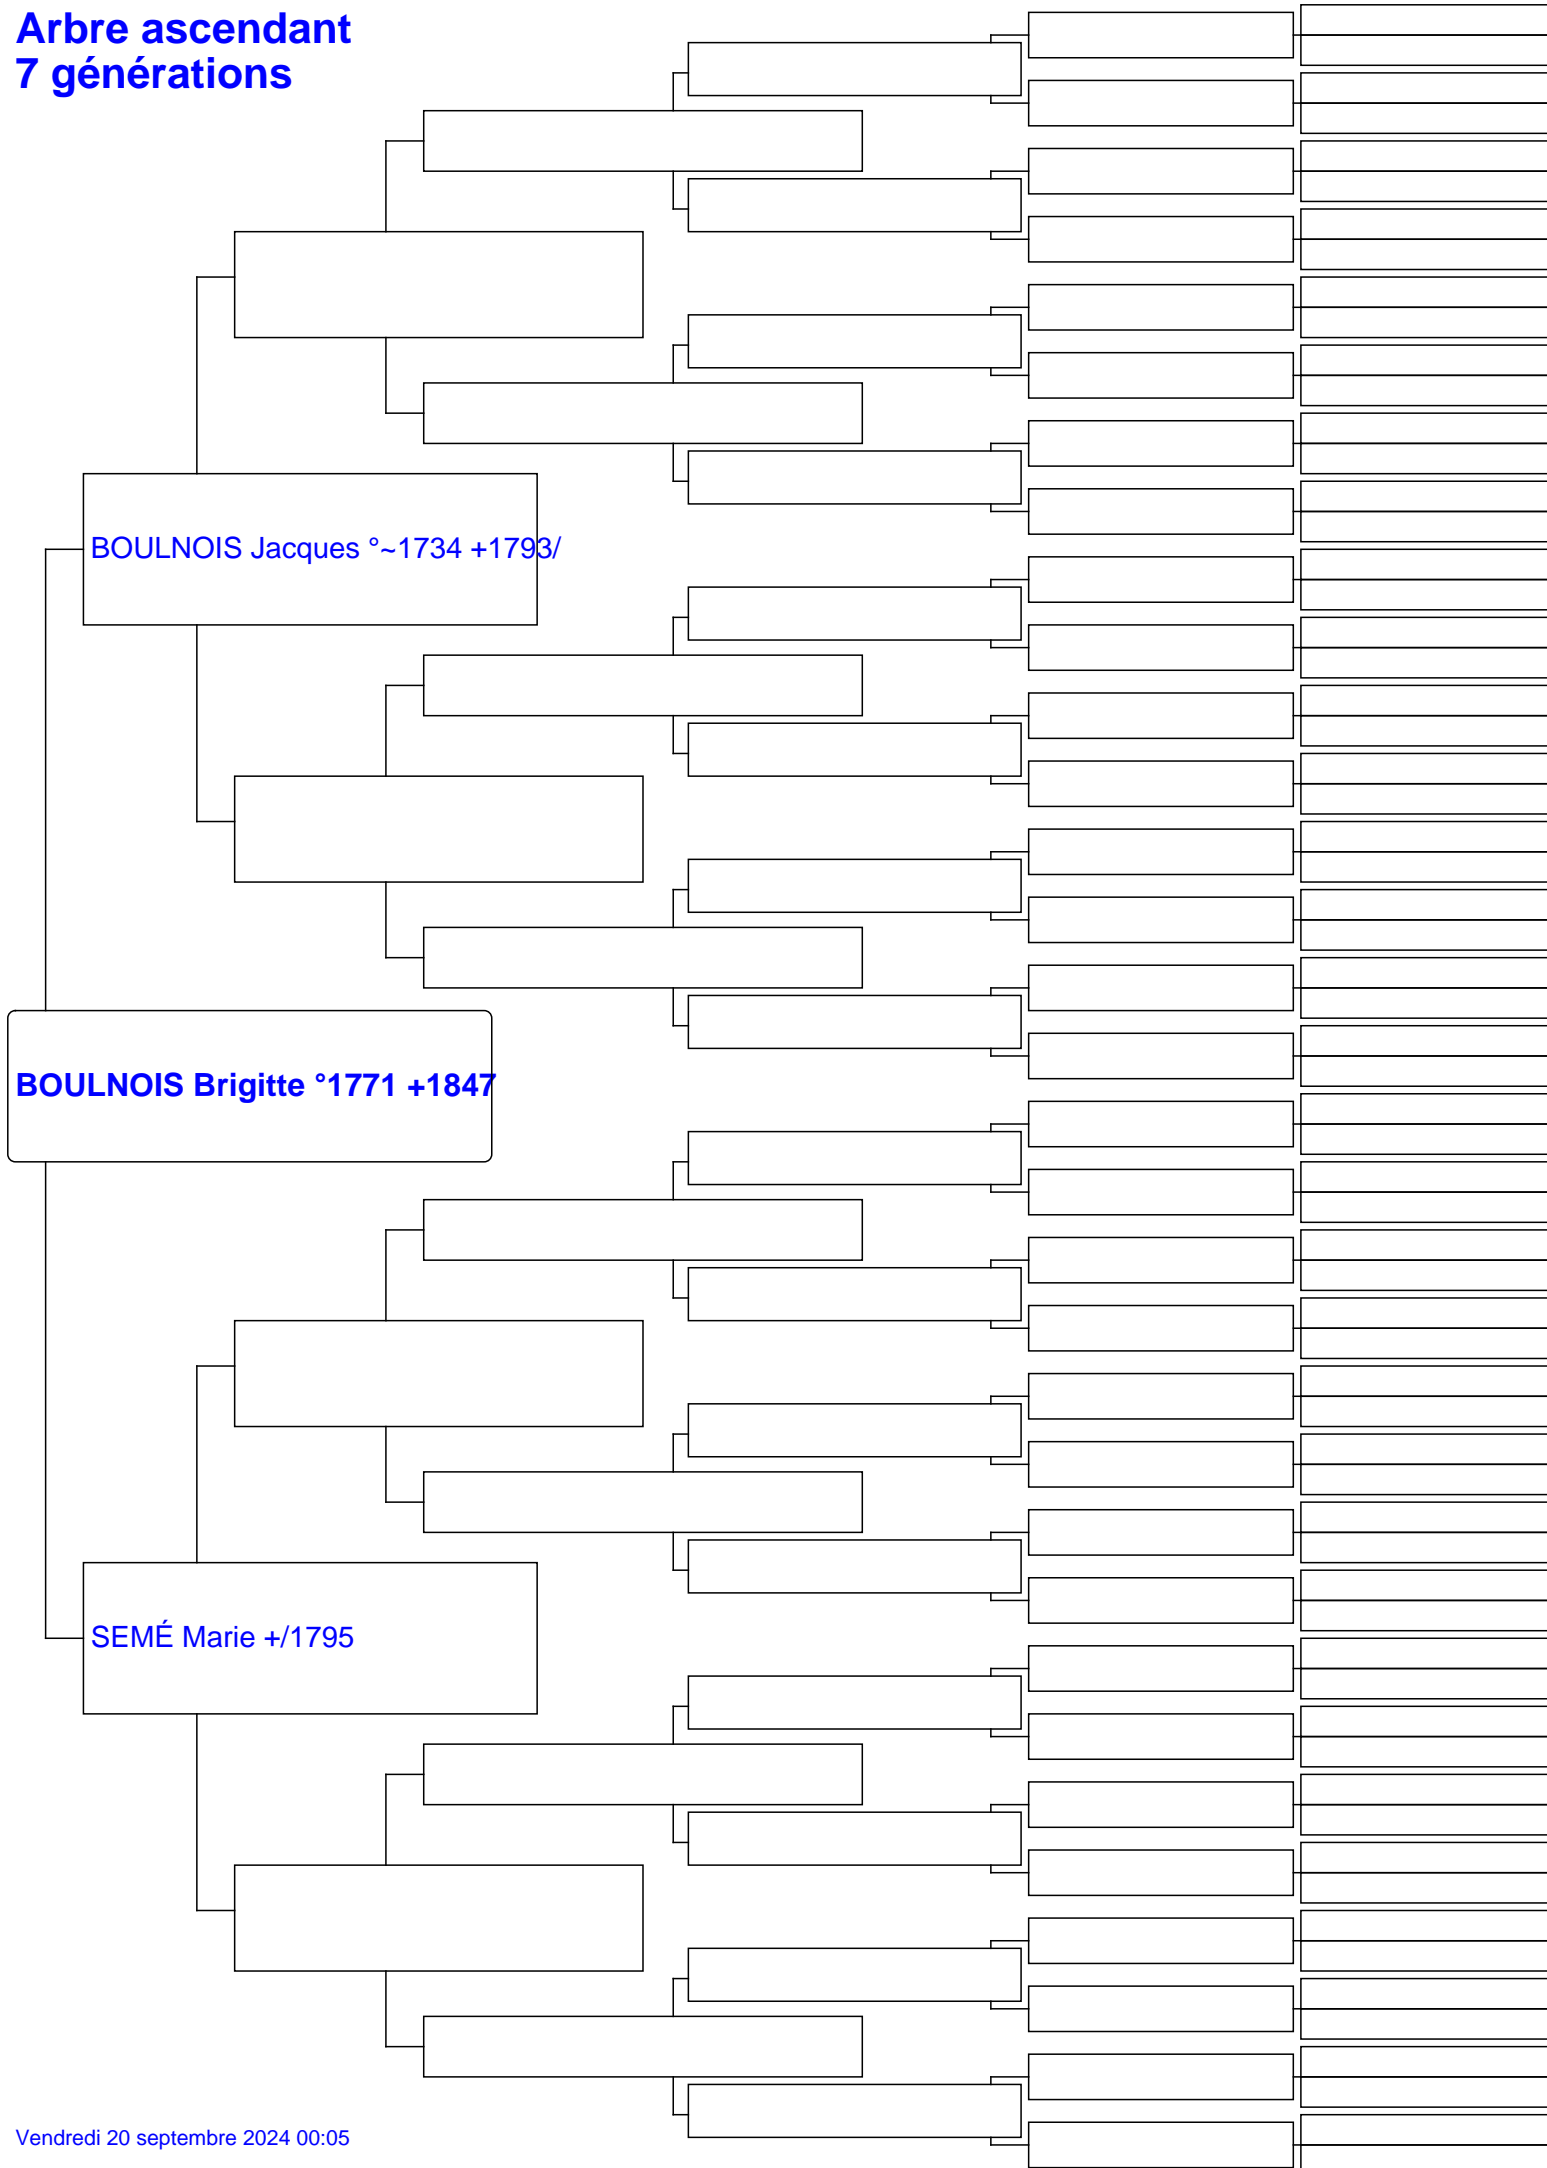 Arbre ascendant
7 générations
BOULNOIS Jacques °~1734 +1793/
BOULNOIS Brigitte °1771 +1847
SEMÉ Marie +/1795
Vendredi 20 septembre 2024 00:05